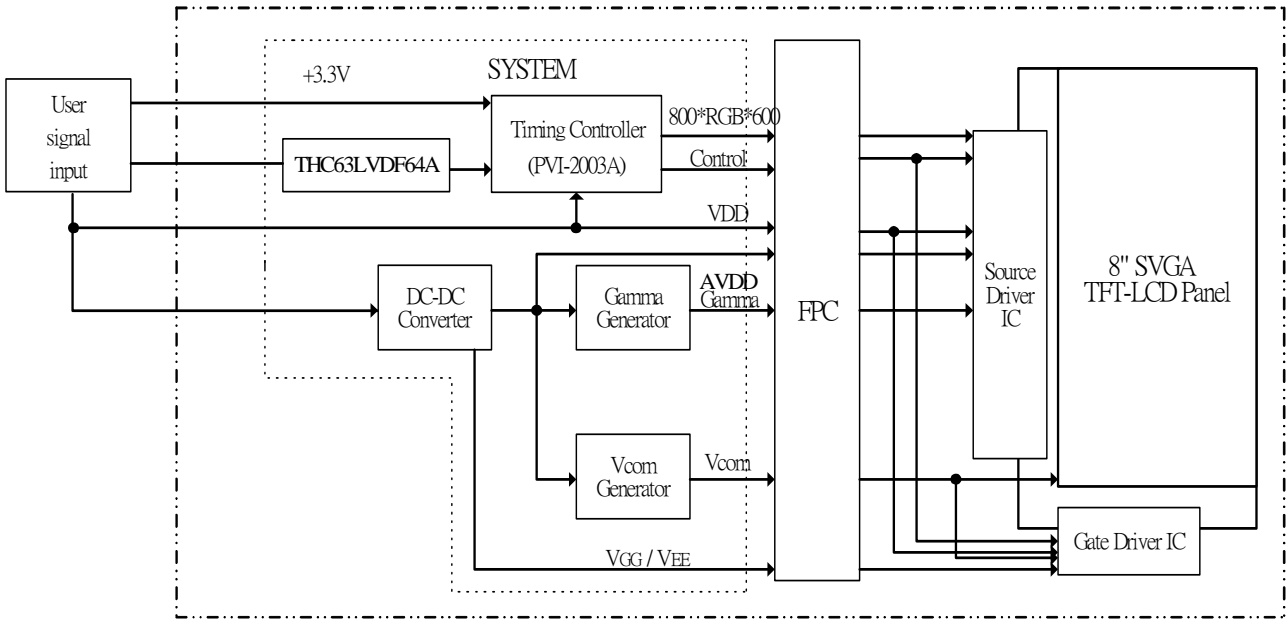 +3.3V
SYSTEM
User
signal
input
Timing Controller
(PVI-2003A)
800*RGB*600
THC63LVDF64A
Control
VDD
DC-DC
Converter
Gamma
Generator
AVDD
Gamma
FPC
Source
Driver
IC
8" SVGA
TFT-LCD Panel
Vcom
Generator
Vcom
Gate Driver IC
VGG / VEE